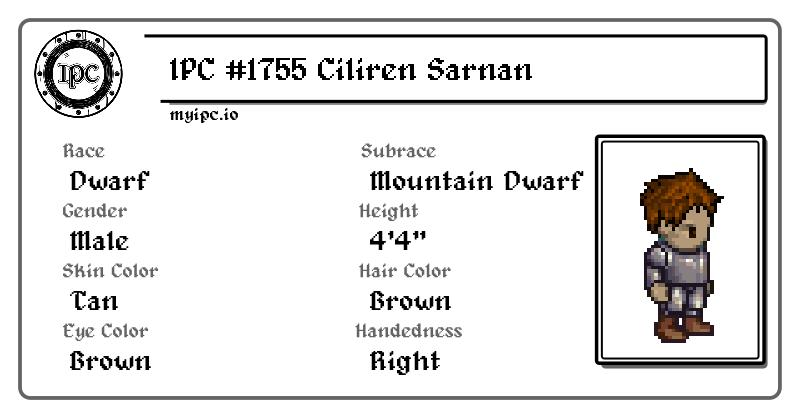 IPC
IPC #1755 Ciliren Sarnan
myipc.io
Race
Subrace
Dwarf
Mountain Dwarf
Gender
Height
Male
4'4"
Skin Color
Hair Color
Tan
Brown
Eye Color
Handedness
Brown
Right